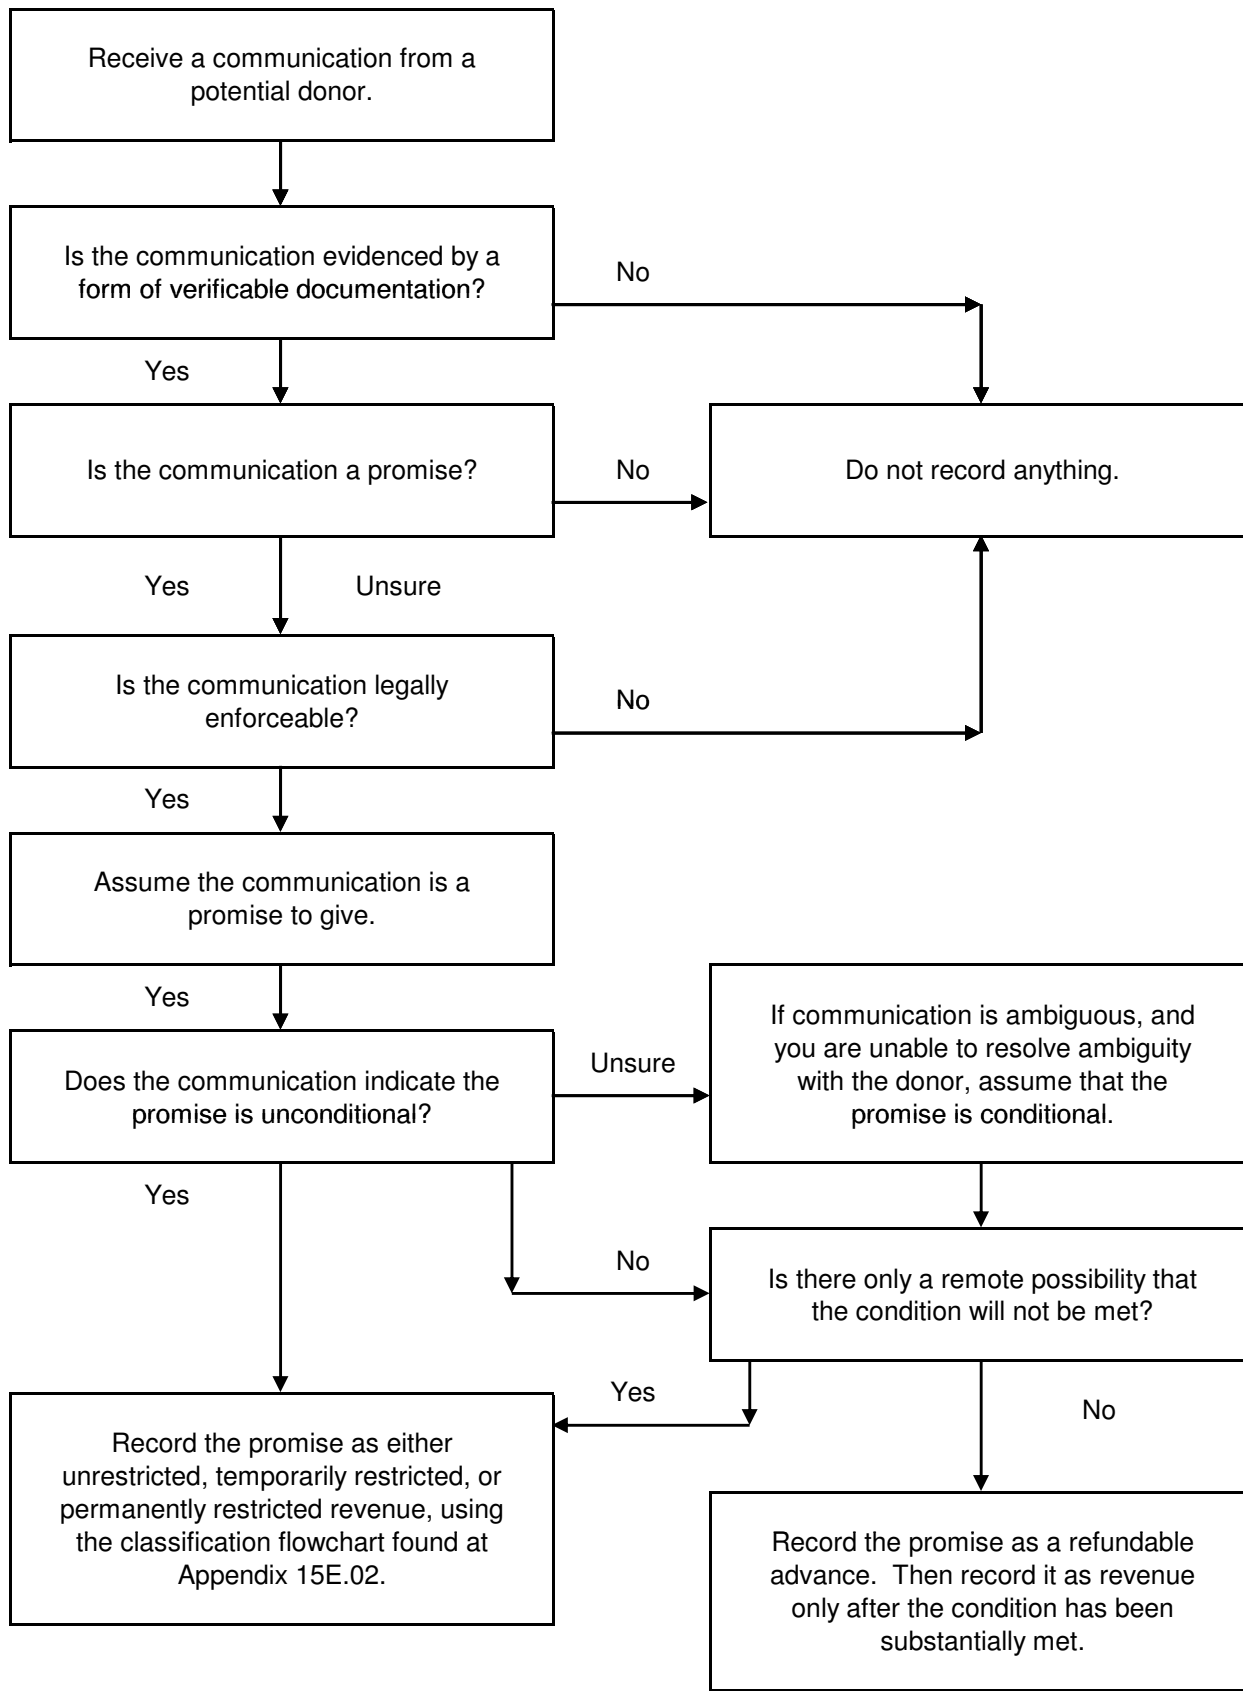 Receive a communication from a
potential donor.
Is the communication evidenced by a
form of verificable documentation?
No
Yes
Is the communication a promise?
No
Do not record anything.
Yes
Unsure
Is the communication legally
enforceable?
No
Yes
Assume the communication is a
promise to give.
Yes
Does the communication indicate the
promise is unconditional?
Unsure
If communication is ambiguous, and
you are unable to resolve ambiguity
with the donor, assume that the
promise is conditional.
Yes
No
Is there only a remote possibility that
the condition will not be met?
Yes
No
Record the promise as either
unrestricted, temporarily restricted, or
permanently restricted revenue, using
the classification flowchart found at
Appendix 15E.02.
Record the promise as a refundable
advance.  Then record it as revenue
only after the condition has been
substantially met.